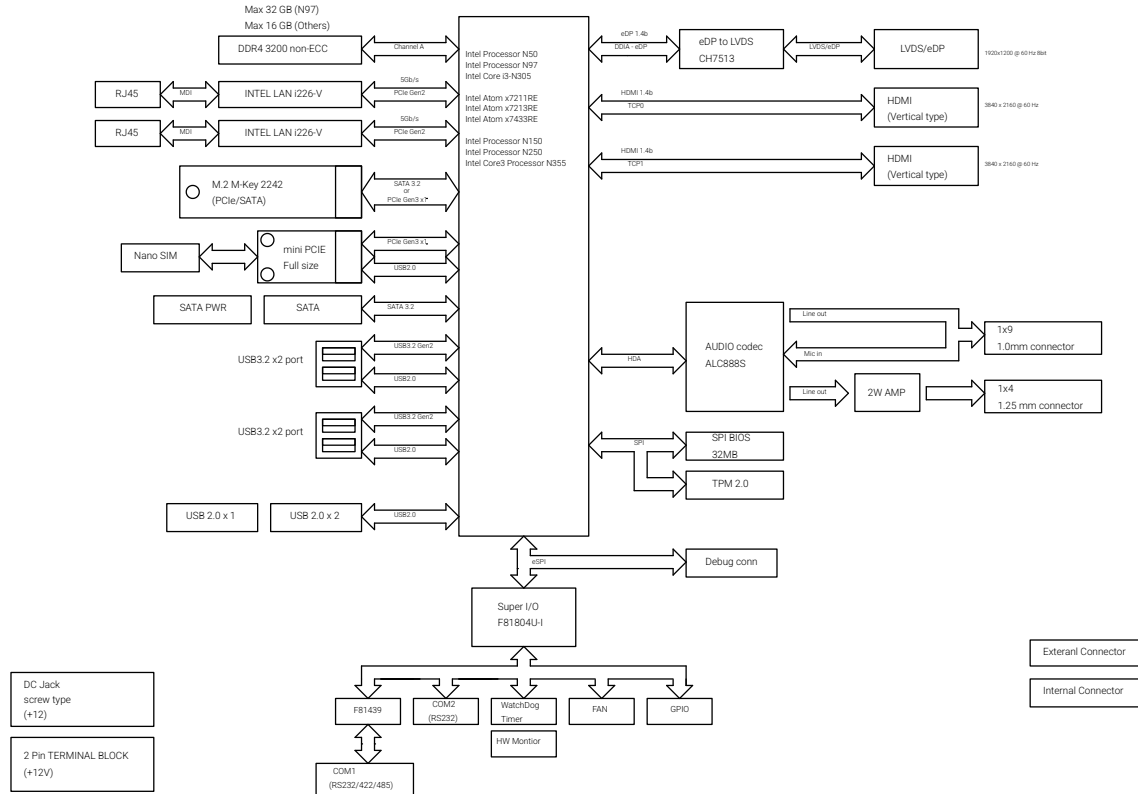 Max 32 GB (N97)
Max 16 GB (Others)
DDR4 3200 non-ECC
Channel A
RJ45
MDI
INTEL LAN i226-V
5Gb/s
PCIe Gen2
RJ45
MDI
INTEL LAN i226-V
5Gb/s
PCIe Gen2
M.2 M-Key 2242
(PCIe/SATA)
SATA 3.2
or
PCIe Gen3 x1
Nano SIM
mini PCIE
Full size
PCIe Gen3 x1
USB2.0
SATA PWR
SATA
SATA 3.2
USB3.2 x2 port
USB3.2 Gen2
USB2.0
USB3.2 x2 port
USB3.2 Gen2
USB2.0
USB 2.0 x 1
USB 2.0 x 2
USB2.0
Intel Processor N50
Intel Processor N97
Intel Core i3-N305
Intel Atom x7211RE
Intel Atom x7213RE
Intel Atom x7433RE
Intel Processor N150
Intel Processor N250
Intel Core3 Processor N355
eDP 1.4b
DDIA - eDP
eDP to LVDS
CH7513
LVDS/eDP
LVDS/eDP
1920x1200 @ 60 Hz 8bit
HDMI 1.4b
TCP0
HDMI
(Vertical type)
3840 x 2160 @ 60 Hz
HDMI 1.4b
TCP1
HDMI
(Vertical type)
3840 x 2160 @ 60 Hz
HDA
AUDIO codec
ALC888S
Line out
Mic in
1x9
1.0mm connector
Line out
2W AMP
1x4
1.25 mm connector
SPI
SPI BIOS
32MB
TPM 2.0
eSPI
Debug conn
Super I/O
F81804U-I
F81439
COM2
(RS232)
WatchDog
Timer
HW Montior
FAN
GPIO
COM1
(RS232/422/485)
DC Jack
screw type
(+12)
2 Pin TERMINAL BLOCK
(+12V)
Exteranl Connector
Internal Connector